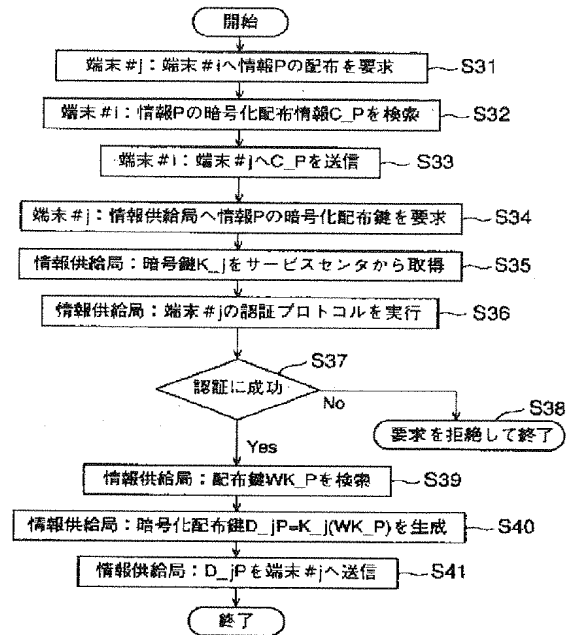 開始
端末#j:端末#iへ情報Pの配布を要求 S31
端末#i:情報Pの暗号化配布情報C_Pを検索 S32
端末#i:端末#jへC_Pを送信 S33
端末#j:情報供給局へ情報Pの暗号化配布鍵を要求 S34
情報供給局:暗号鍵K_jをサービスセンタから取得 S35
情報供給局:端末#jの認証プロトコルを実行 S36
S37
認証に成功
No
S38
要求を拒絶して終了
Yes
情報供給局:配布鍵WK_Pを検索 S39
情報供給局:暗号化配布鍵D_jP=K_j(WK_P)を生成 S40
情報供給局:D_jPを端末#jへ送信 S41
終了